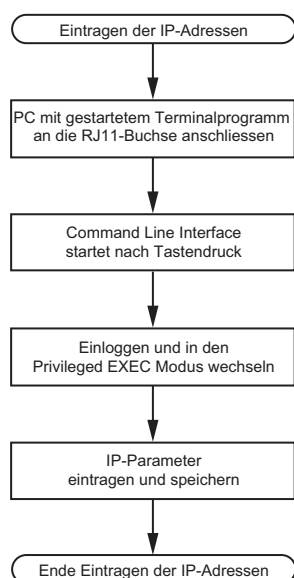 Eintragen der IP-Adressen
PC mit gestartetem Terminalprogramm
an die RJ11-Buchse anschliessen
Command Line Interface
startet nach Tastendruck
Einloggen und in den
Privileged EXEC Modus wechseln
IP-Parameter
eintragen und speichern
Ende Eintragen der IP-Adressen